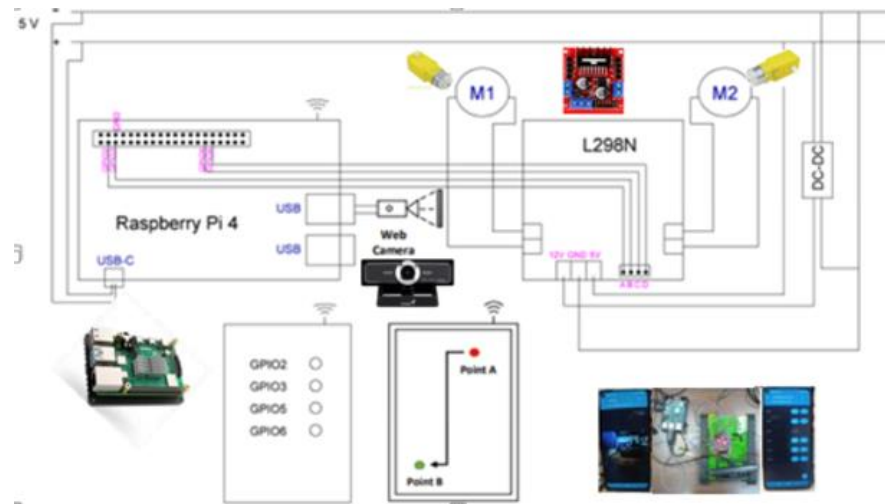 5 V
M1
M2
L298N
DC-DC
Raspberry Pi 4
USB
USB
Web
Camera
USB-C
12V GND 5V
A B C D
GPIO2
GPIO3
GPIO5
GPIO6
Point A
Point B